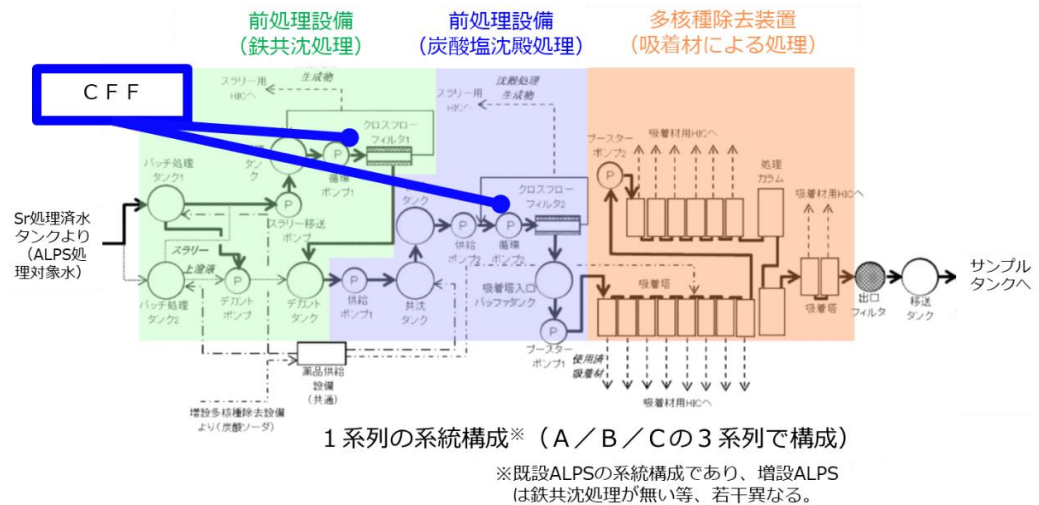 前処理設備
（鉄共沈処理）
前処理設備
（炭酸塩沈殿処理）
多核種除去装置
（吸着材による処理）
ＣＦＦ
スラリー用
HICへ
生成物
スラリー用
HICへ
沈殿処理
生成物
クロスフロー
フィルタ1
P
循環
ポンプ1
バッチ処理
タンク1
P
スラリー移送
ポンプ
Sr処理済水
タンクより
（ALPS処
理対象水）
スラリー
上澄液
バッチ処理
タンク2
P
デカント
ポンプ
デカント
タンク
P
供給
ポンプ1
共沈
タンク
タンク
P
供給
ポンプ2
P
循環
ポンプ2
クロスフロー
フィルタ2
吸着塔入口
バッファタンク
P
ブースター
ポンプ1
ブースター
ポンプ2
P
吸着材用HICへ
処理
カラム
吸着材用HICへ
吸着塔
使用済
吸着材
吸着材用HICへ
吸着塔
出口
フィルタ
移送
タンク
サンプル
タンクへ
薬品供給
設備
（共通）
増設多核種除去設備
より(炭酸ソーダ)
１系列の系統構成※（Ａ／Ｂ／Ｃの３系列で構成）
※既設ALPSの系統構成であり、増設ALPS
は鉄共沈処理が無い等、若干異なる。